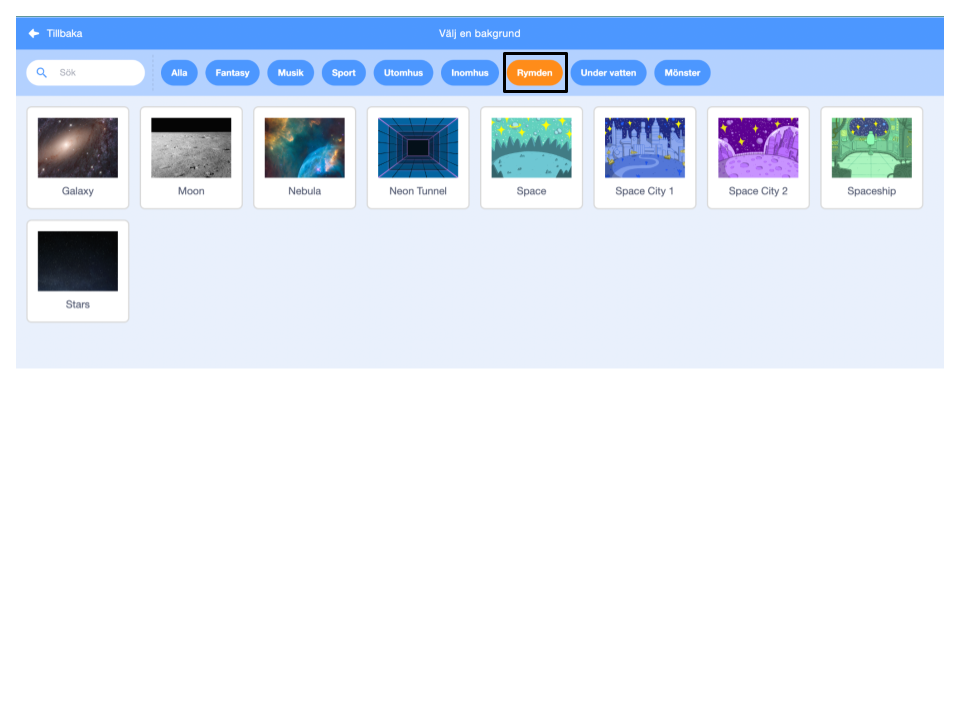 Tillbaka
Välj en bakgrund
Sök
Alla
Fantasy
Musik
Sport
Utomhus
Inomhus
Rymden
Under vatten
Mönster
Galaxy
Moon
Nebula
Neon Tunnel
Space
Space City 1
Space City 2
Spaceship
Stars